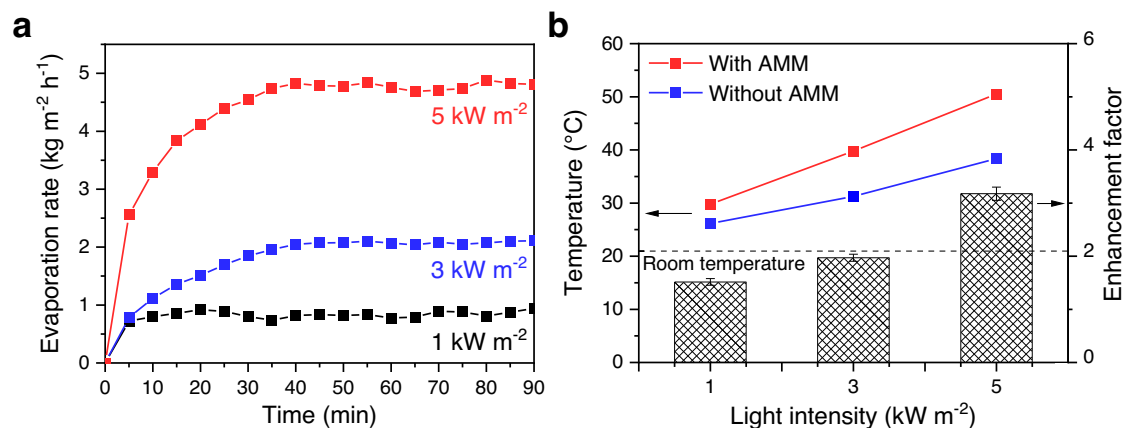 a
Evaporation rate (kg m⁻² h⁻¹)
5
4
3
2
1
0
5 kW m⁻²
3 kW m⁻²
1 kW m⁻²
0 10 20 30 40 50 60 70 80 90
Time (min)
b
Temperature (°C)
60
50
40
30
20
10
0
With AMM
Without AMM
Room temperature
6
4
2
0
Enhancement factor
1 3 5
Light intensity (kW m⁻²)